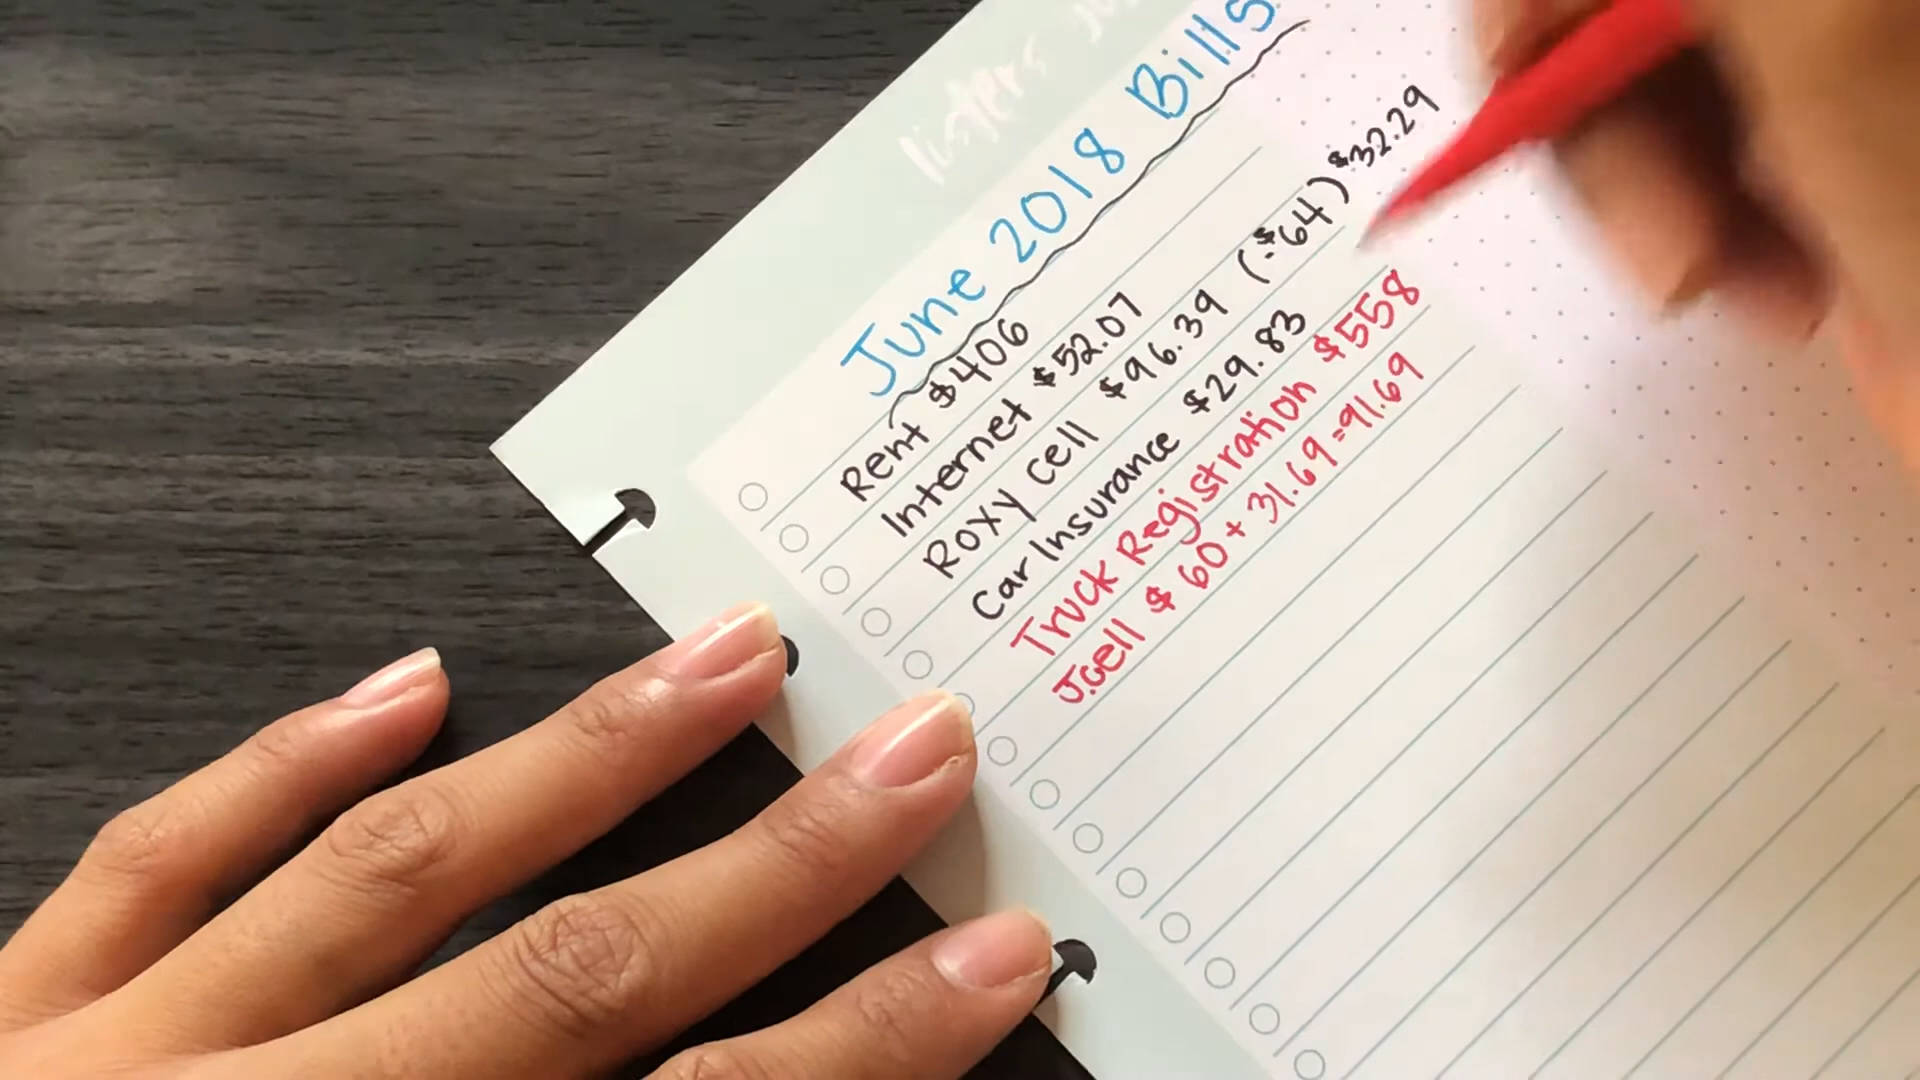 lists
June 2018 Bills
Rent $406
Internet $52.07
Roxy Cell $96.39 (-$64) $32.29
Car Insurance $29.83
Truck Registration $558
J.Cell $ 60 + 31.69 = 91.69